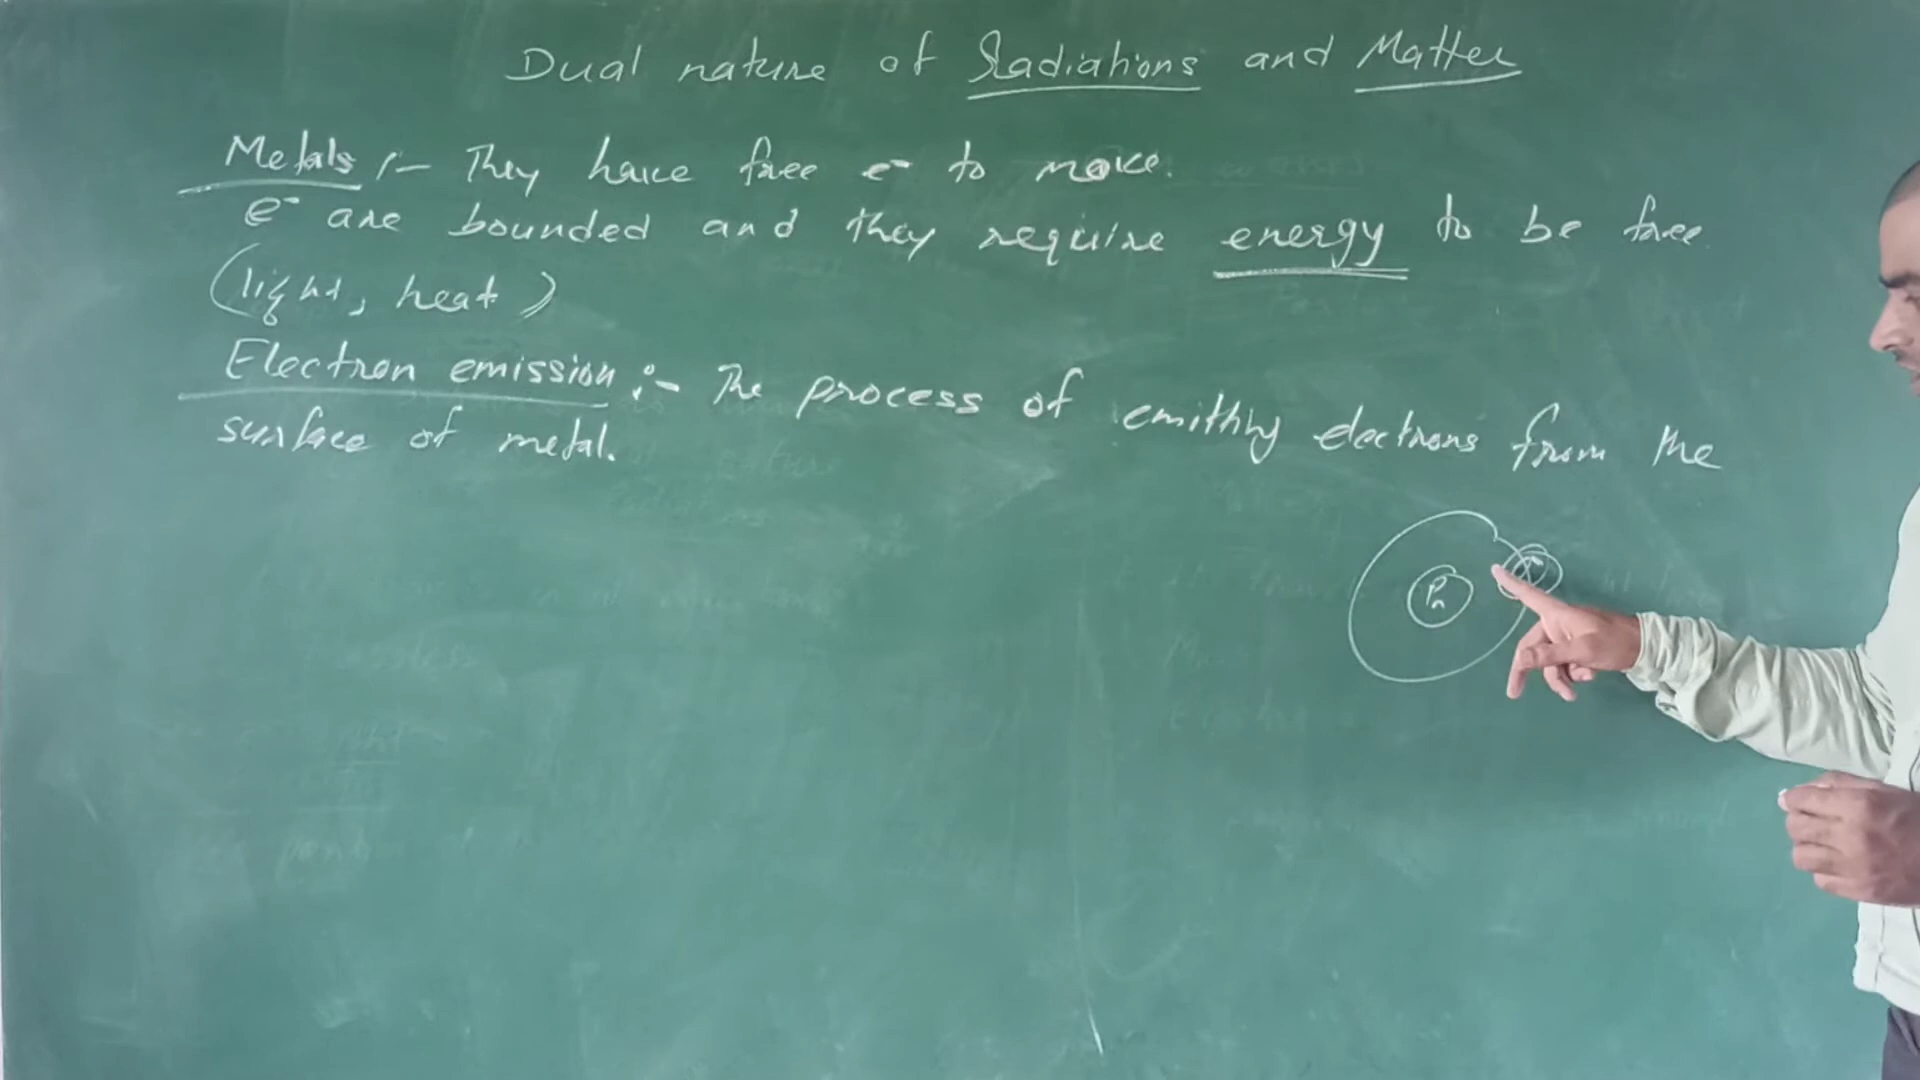 Dual nature of Radiations and Matter
Metals :- They have free e- to move.
e- are bounded and they require energy to be free
(light, heat)
Electron emission :- The process of emitting electrons from the
surface of metal.